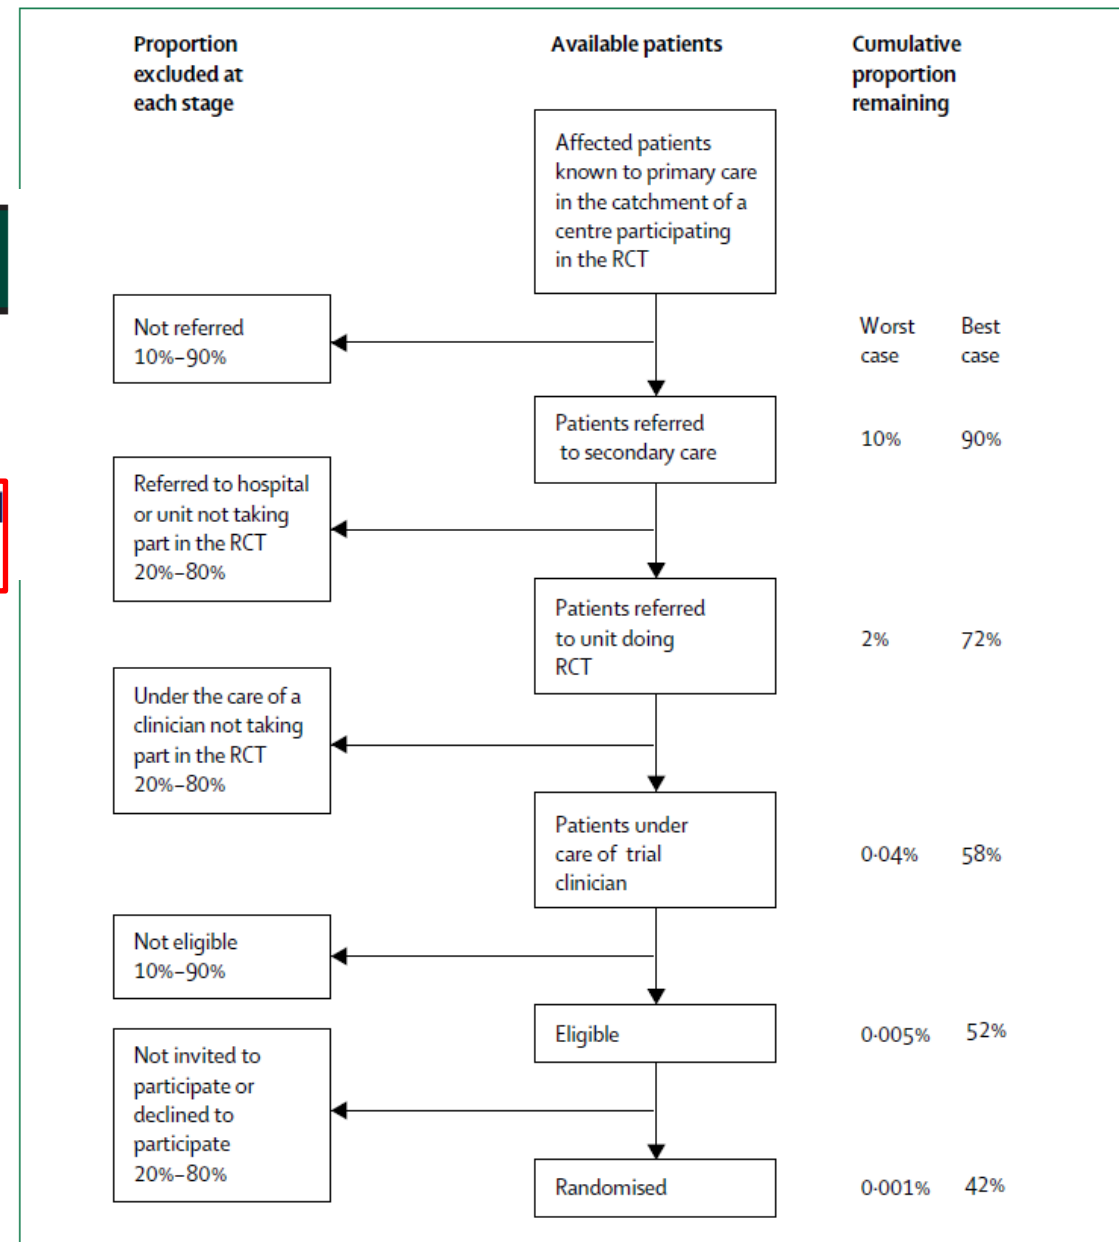 Proportion
excluded at
each stage
Available patients
Cumulative
proportion
remaining
Affected patients
known to primary care
in the catchment of a
centre participating
in the RCT
Not referred
10%–90%
Worst
case
Best
case
Patients referred
to secondary care
10%
90%
Referred to hospital
or unit not taking
part in the RCT
20%–80%
Patients referred
to unit doing
RCT
2%
72%
Under the care of a
clinician not taking
part in the RCT
20%–80%
Patients under
care of trial
clinician
0·04%
58%
Not eligible
10%–90%
Eligible
0·005%
52%
Not invited to
participate or
declined to
participate
20%–80%
Randomised
0·001%
42%